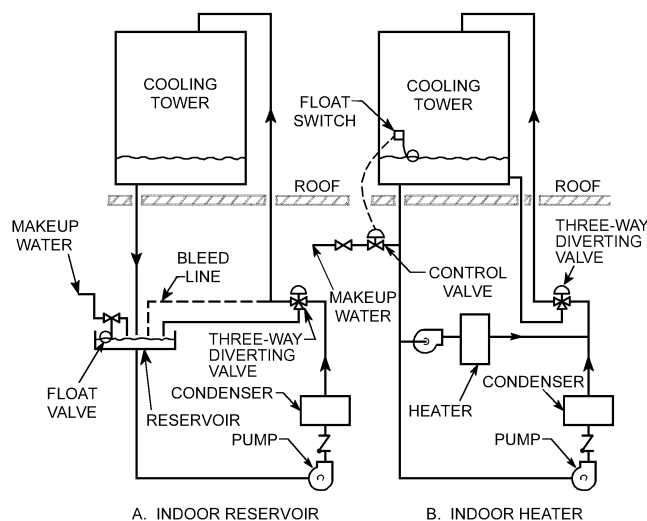 COOLING
TOWER
ROOF
MAKEUP
WATER
BLEED
LINE
THREE-WAY
DIVERTING
VALVE
FLOAT
VALVE
RESERVOIR
CONDENSER
PUMP
A. INDOOR RESERVOIR
FLOAT
SWITCH
COOLING
TOWER
ROOF
THREE-WAY
DIVERTING
VALVE
CONTROL
VALVE
MAKEUP
WATER
HEATER
CONDENSER
PUMP
B. INDOOR HEATER